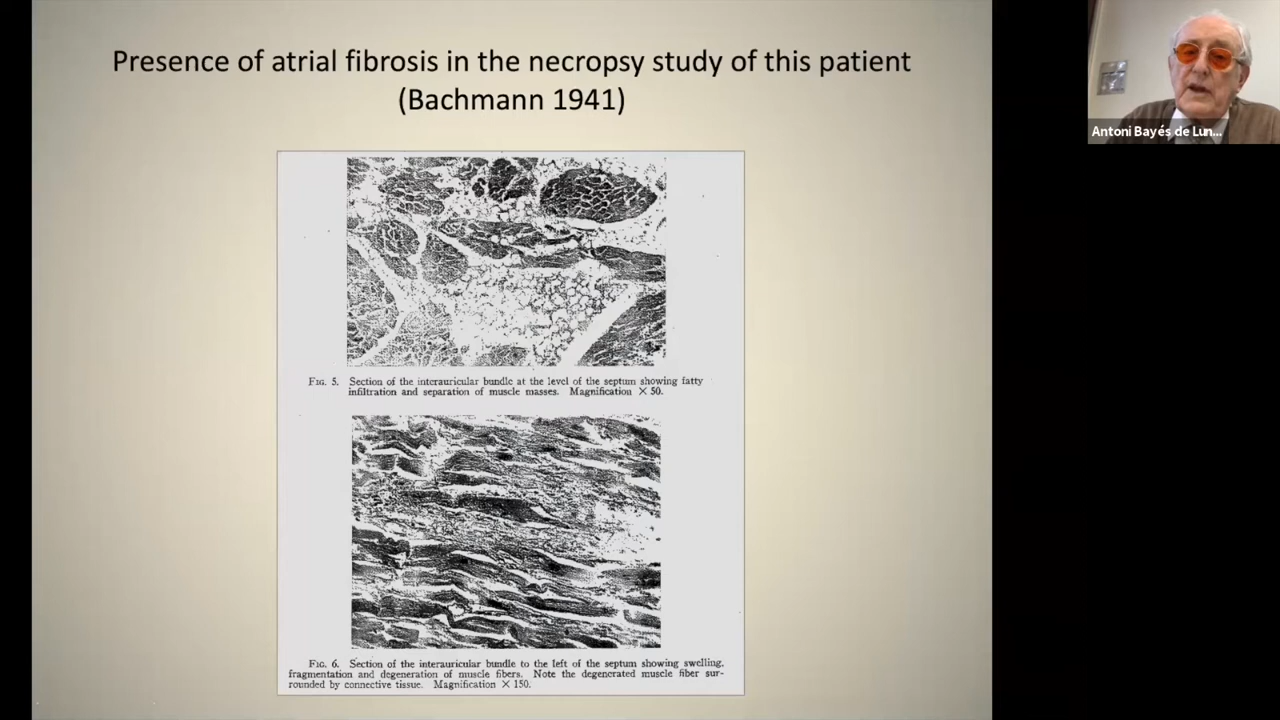 Presence of atrial fibrosis in the necropsy study of this patient
(Bachmann 1941)
Antoni Bayés de Lun...
FIG. 5. Section of the interauricular bundle at the level of the septum showing fatty
infiltration and separation of muscle masses. Magnification × 50.
FIG. 6. Section of the interauricular bundle to the left of the septum showing swelling,
fragmentation and degeneration of muscle fibers. Note the degenerated muscle fiber sur-
rounded by connective tissue. Magnification × 150.